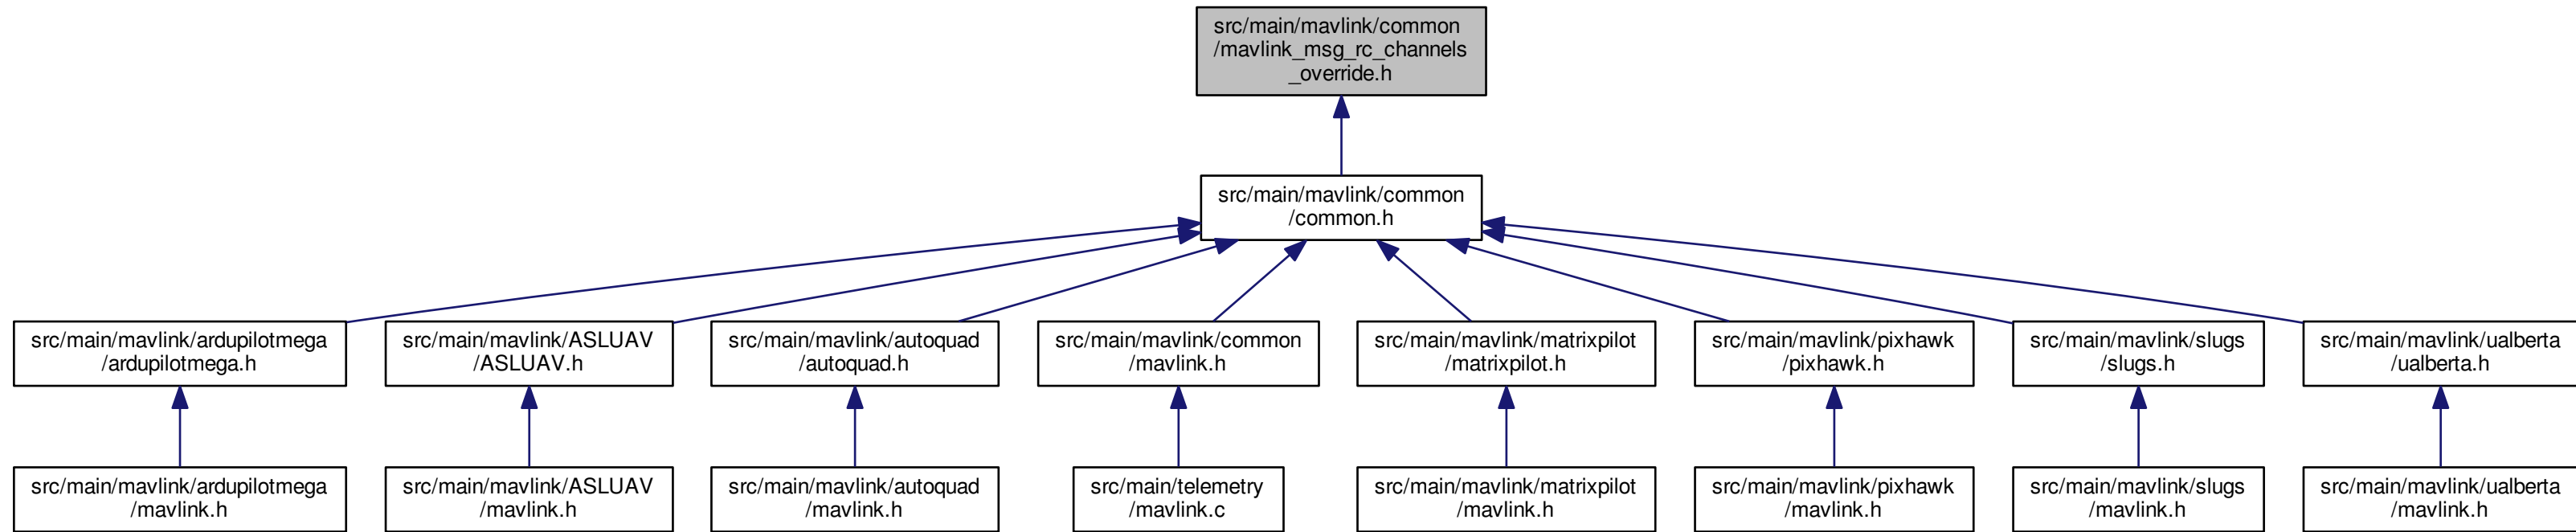 src/main/mavlink/common
/mavlink_msg_rc_channels
_override.h
src/main/mavlink/common
/common.h
src/main/mavlink/ardupilotmega
/ardupilotmega.h
src/main/mavlink/ASLUAV
/ASLUAV.h
src/main/mavlink/autoquad
/autoquad.h
src/main/mavlink/common
/mavlink.h
src/main/mavlink/matrixpilot
/matrixpilot.h
src/main/mavlink/pixhawk
/pixhawk.h
src/main/mavlink/slugs
/slugs.h
src/main/mavlink/ualberta
/ualberta.h
src/main/mavlink/ardupilotmega
/mavlink.h
src/main/mavlink/ASLUAV
/mavlink.h
src/main/mavlink/autoquad
/mavlink.h
src/main/telemetry
/mavlink.c
src/main/mavlink/matrixpilot
/mavlink.h
src/main/mavlink/pixhawk
/mavlink.h
src/main/mavlink/slugs
/mavlink.h
src/main/mavlink/ualberta
/mavlink.h